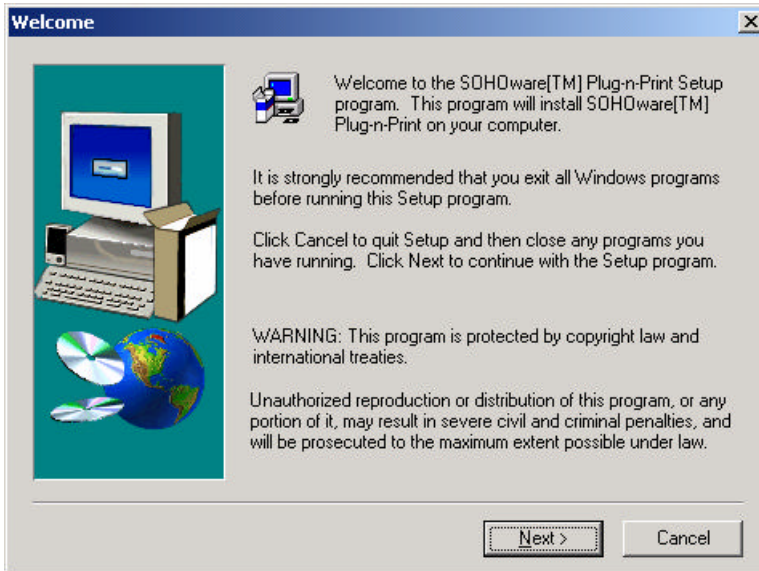 Welcome
Welcome to the SOHOware[TM] Plug-n-Print Setup
program.  This program will install SOHOware[TM]
Plug-n-Print on your computer.
It is strongly recommended that you exit all Windows programs
before running this Setup program.
Click Cancel to quit Setup and then close any programs you
have running.  Click Next to continue with the Setup program.
WARNING: This program is protected by copyright law and
international treaties.
Unauthorized reproduction or distribution of this program, or any
portion of it, may result in severe civil and criminal penalties, and
will be prosecuted to the maximum extent possible under law.
Next >
Cancel